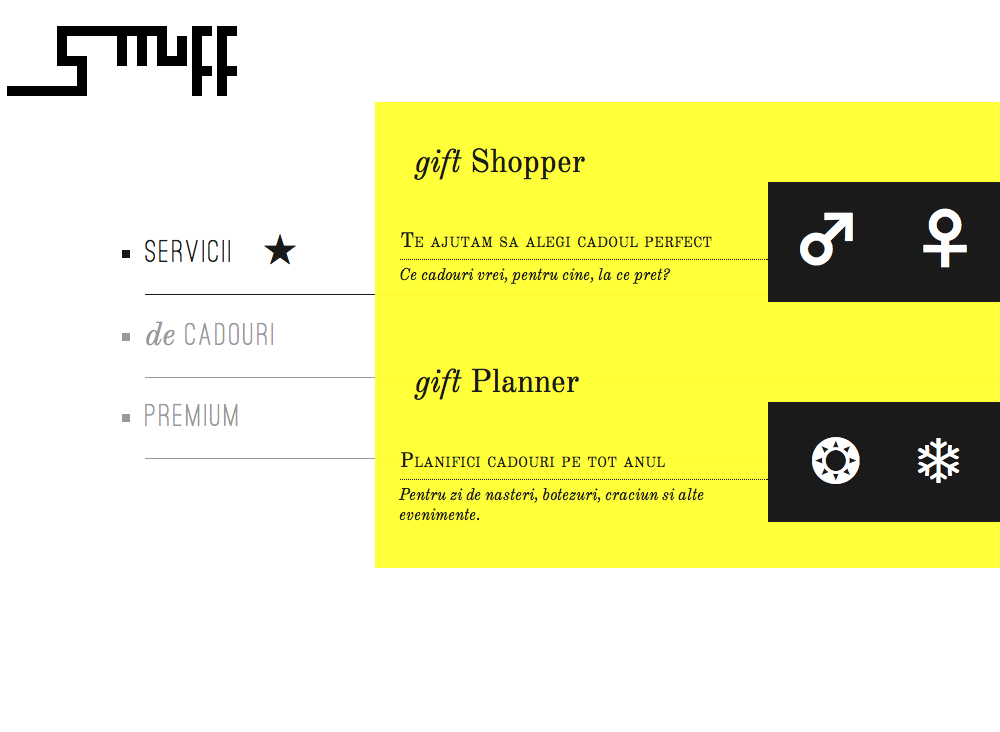 Smuff
SERVICII ★
de CADOURI
PREMIUM
gift Shopper
Te ajutam sa alegi cadoul perfect
Ce cadouri vrei, pentru cine, la ce pret?
♂ ♀
gift Planner
Planifici cadouri pe tot anul
Pentru zi de nasteri, botezuri, craciun si alte
evenimente.